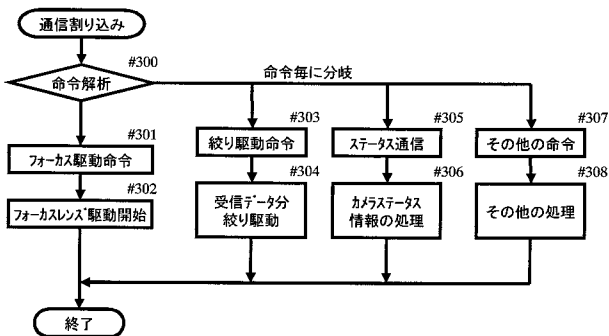 通信割り込み
#300
命令解析
命令毎に分岐
#301
フォーカス駆動命令
#303
絞り駆動命令
#305
ステータス通信
#307
その他の命令
#302
フォーカスレンズ駆動開始
#304
受信データ分
絞り駆動
#306
カメラステータス
情報の処理
#308
その他の処理
終了